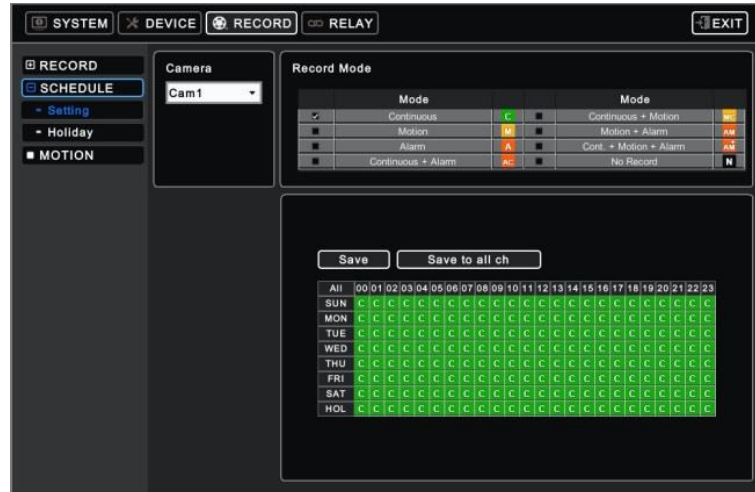 SYSTEM DEVICE RECORD RELAY EXIT
RECORD
SCHEDULE
- Setting
- Holiday
MOTION
Camera
Cam1
Record Mode
Mode Mode
Continuous C Continuous + Motion MC
Motion M Motion + Alarm AM
Alarm A Cont. + Motion + Alarm AM
Continuous + Alarm AC No Record N
Save Save to all ch
All 00 01 02 03 04 05 06 07 08 09 10 11 12 13 14 15 16 17 18 19 20 21 22 23
SUN C C C C C C C C C C C C C C C C C C C C C C C C
MON C C C C C C C C C C C C C C C C C C C C C C C C
TUE C C C C C C C C C C C C C C C C C C C C C C C C
WED C C C C C C C C C C C C C C C C C C C C C C C C
THU C C C C C C C C C C C C C C C C C C C C C C C C
FRI C C C C C C C C C C C C C C C C C C C C C C C C
SAT C C C C C C C C C C C C C C C C C C C C C C C C
HOL C C C C C C C C C C C C C C C C C C C C C C C C